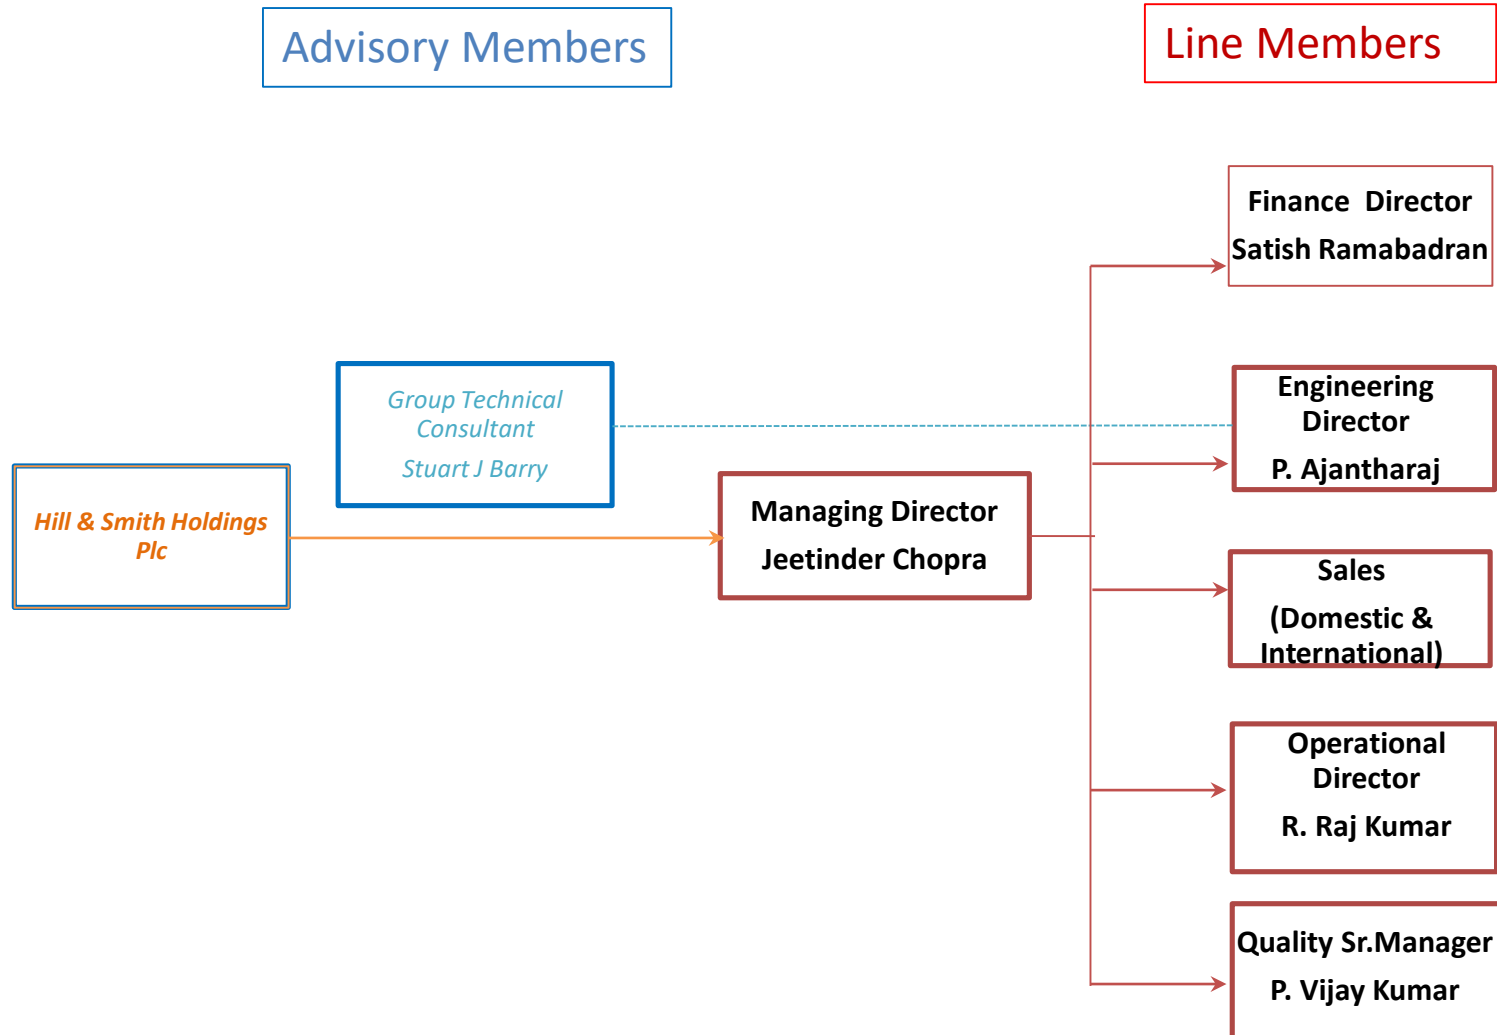 Advisory Members
Line Members
Finance Director
Satish Ramabadran
Group Technical
Consultant
Stuart J Barry
Engineering
Director
P. Ajantharaj
Hill & Smith Holdings
Plc
Managing Director
Jeetinder Chopra
Sales
(Domestic &
International)
Operational
Director
R. Raj Kumar
Quality Sr.Manager
P. Vijay Kumar